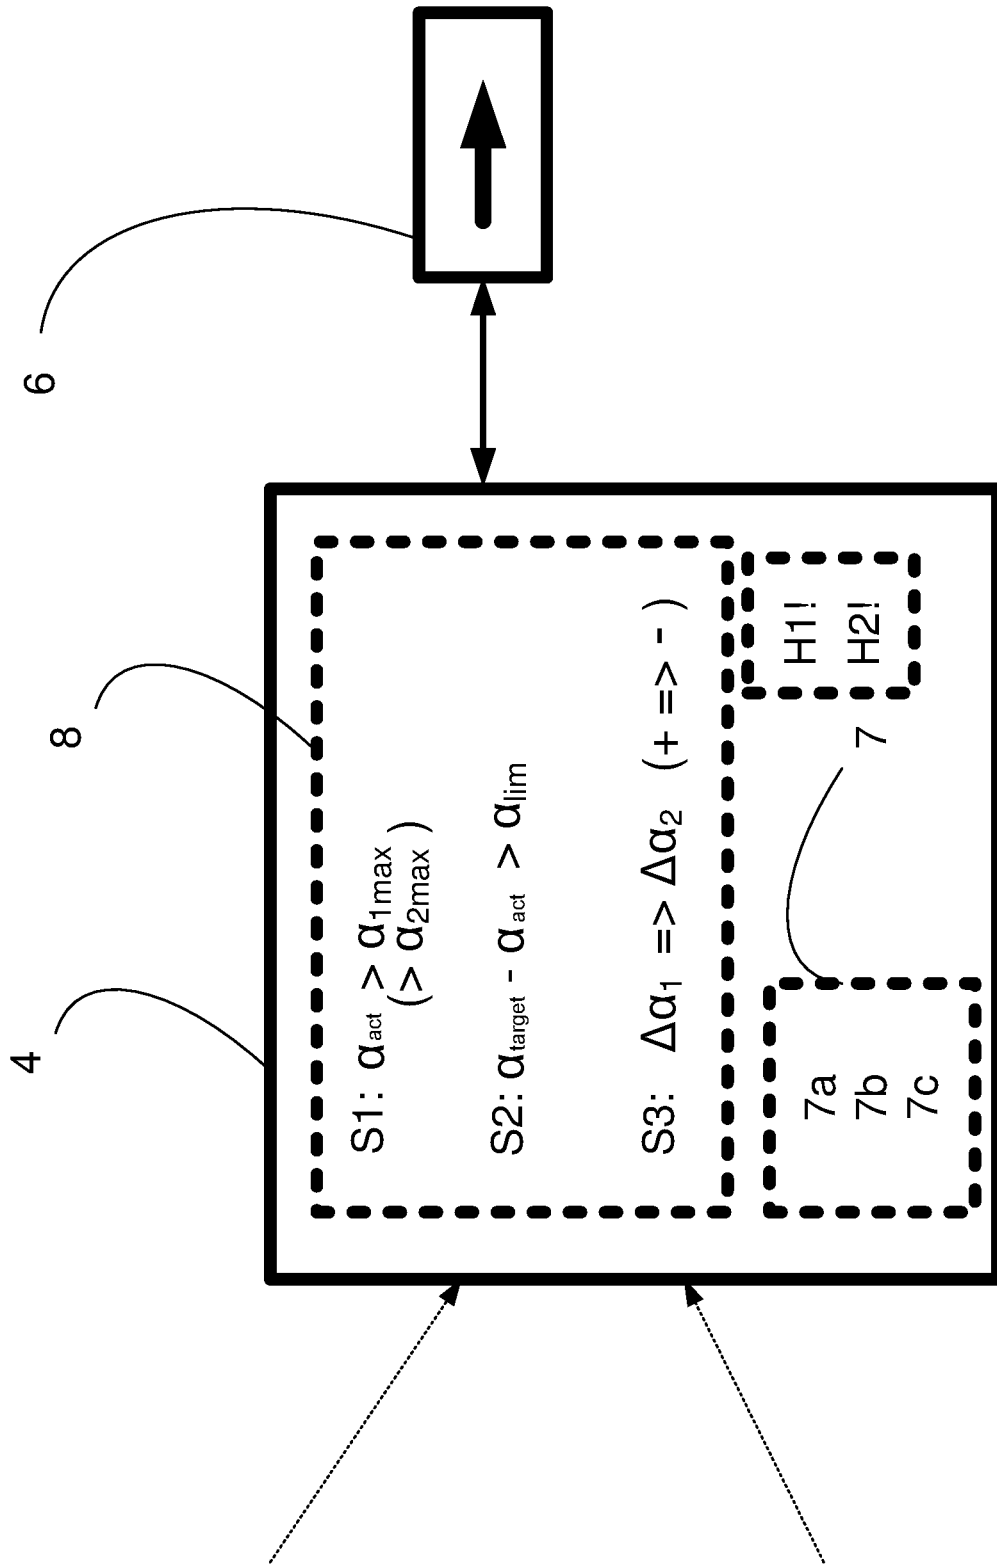 4
8
6
S1: αact > α1max
(> α2max )
S2: αtarget - αact > αlim
S3: Δα1 => Δα2 (+ => - )
7a
7b
7c
7
H1!
H2!